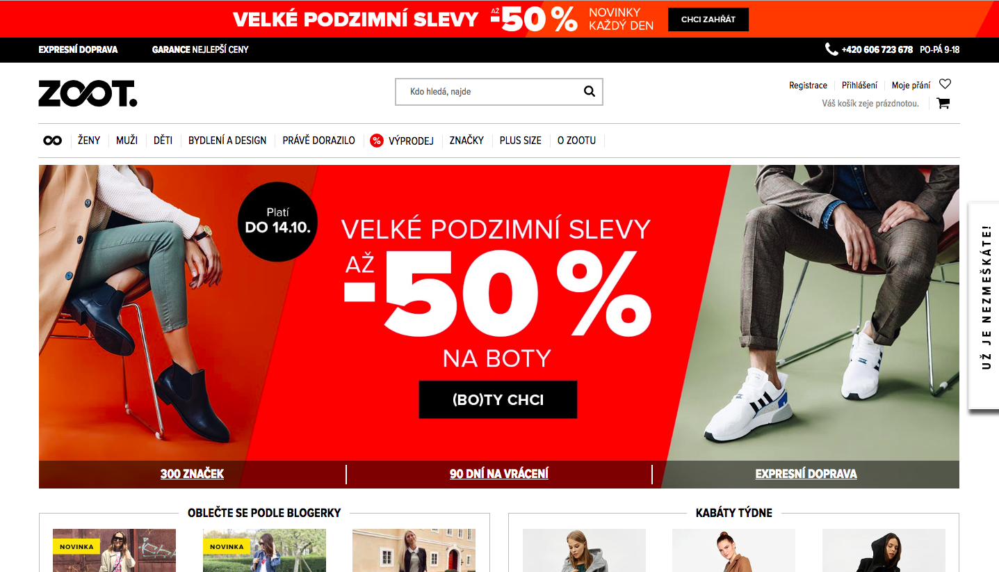 VELKÉ PODZIMNÍ SLEVY AŽ -50 % NOVINKY KAŽDÝ DEN CHCI ZAHŘÁT
EXPRESNÍ DOPRAVA GARANCE NEJLEPŠÍ CENY +420 606 723 678 PO-PÁ 9-18
ZOOT.
Kdo hledá, najde
Registrace Přihlášení Moje přání
Váš košík zeje prázdnotou.
ŽENY MUŽI DĚTI BYDLENÍ A DESIGN PRÁVĚ DORAZILO % VÝPRODEJ ZNAČKY PLUS SIZE O ZOOTU
Platí
DO 14.10.
VELKÉ PODZIMNÍ SLEVY
AŽ
-50 %
NA BOTY
(BO)TY CHCI
UŽ JE NEZMEŠKÁTE!
300 ZNAČEK 90 DNÍ NA VRÁCENÍ EXPRESNÍ DOPRAVA
OBLEČTE SE PODLE BLOGERKY KABÁTY TÝDNE
NOVINKA NOVINKA